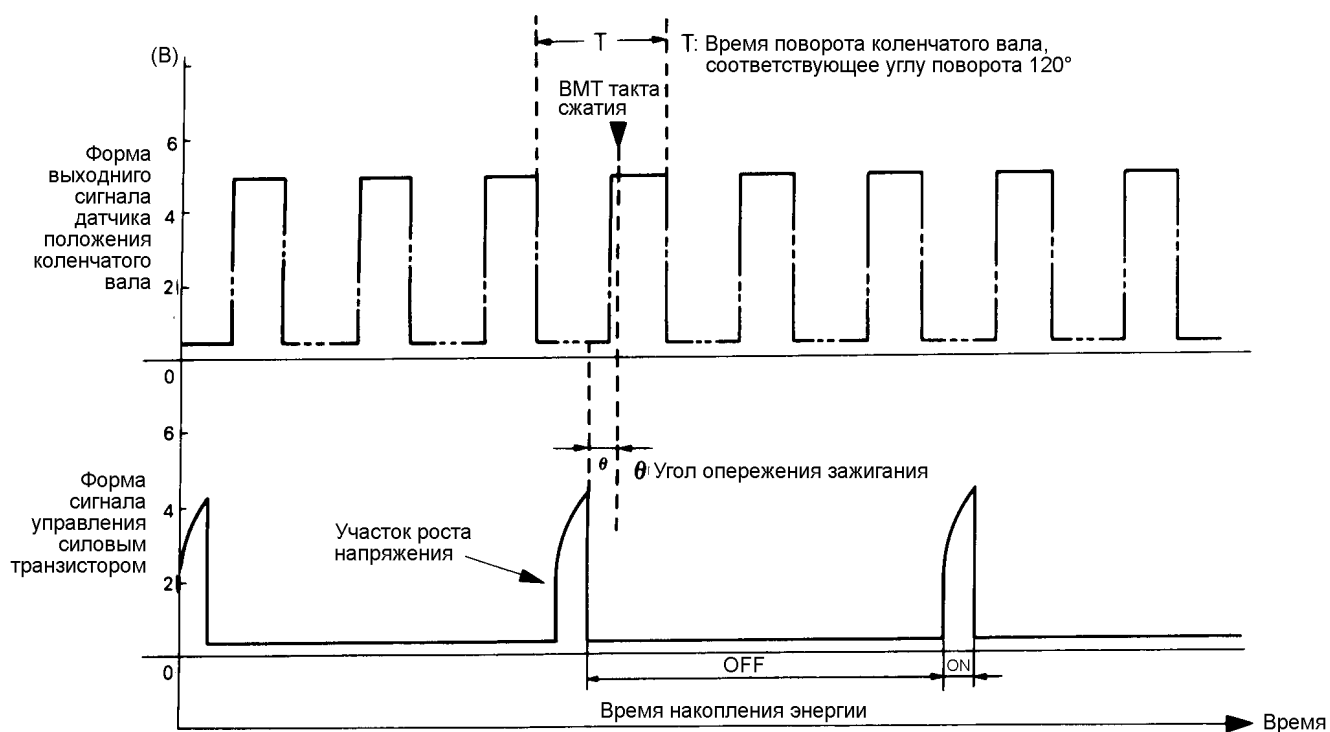 (В)
T
T: Время поворота коленчатого вала,
соответствующее углу поворота 120°
ВМТ такта
сжатия
Форма
выходнего
сигнала
датчика
положения
коленчатого
вала
6
4
2
0
θ
θ: Угол опережения зажигания
Форма
сигнала
управления
силовым
транзистором
6
4
2
0
Участок роста
напряжения
OFF
ON
Время накопления энергии
Время